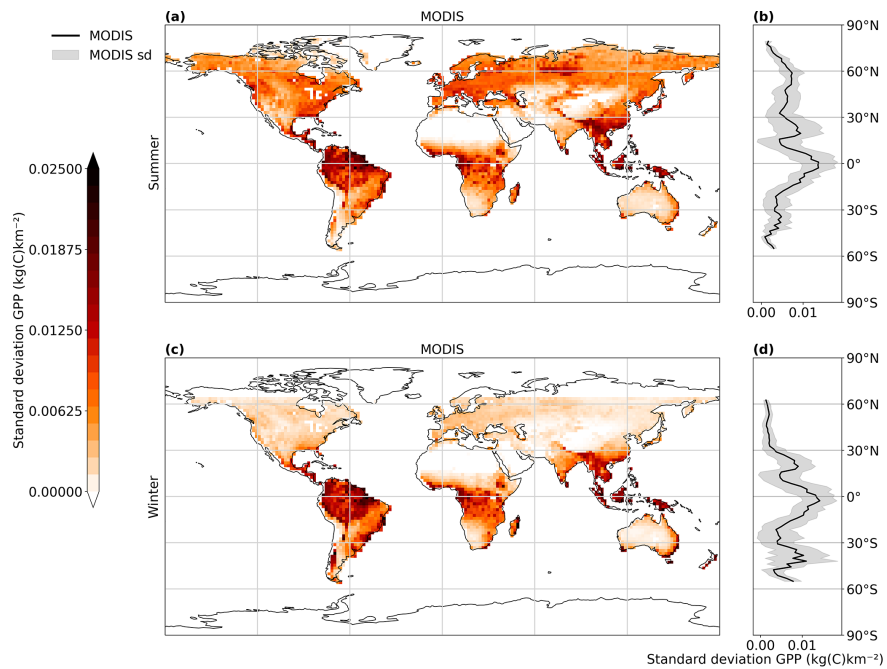 (a)
MODIS
(b)
MODIS
MODIS sd
Summer
90°N
60°N
30°N
0°
30°S
60°S
90°S
0.00
0.01
0.02500
0.01875
0.01250
0.00625
0.00000
Standard deviation GPP (kg(C)km⁻²)
(c)
MODIS
(d)
Winter
90°N
60°N
30°N
0°
30°S
60°S
90°S
0.00
0.01
Standard deviation GPP (kg(C)km⁻²)